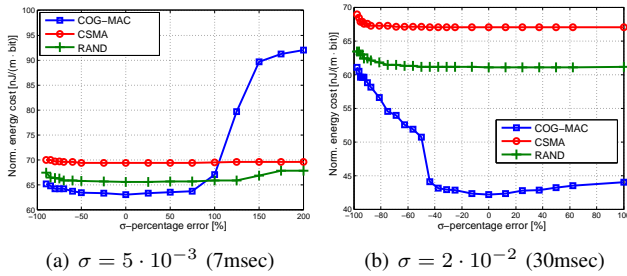 100
95
90
85
80
75
70
65
60
-100
-50
0
50
100
150
200
Norm. energy cost [nJ/(m · bit)]
σ-percentage error [%]
COG-MAC
CSMA
RAND
(a) σ = 5 · 10⁻³ (7msec)
70
65
60
55
50
45
40
-100
-80
-60
-40
-20
0
20
40
60
80
100
Norm. energy cost [nJ/(m · bit)]
σ-percentage error [%]
COG-MAC
CSMA
RAND
(b) σ = 2 · 10⁻² (30msec)